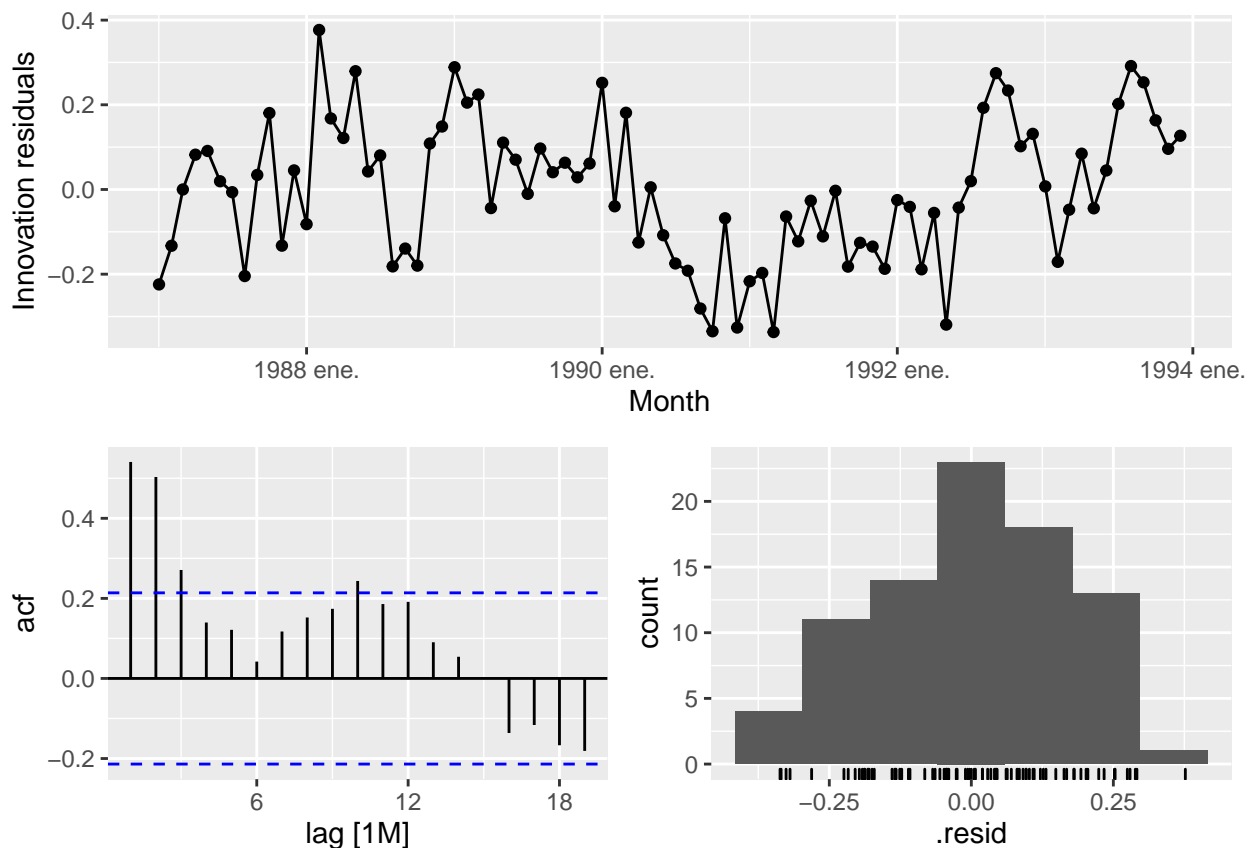 Innovation residuals
0.4
0.2
0.0
−0.2
1988 ene.
1990 ene.
1992 ene.
1994 ene.
Month
acf
0.4
0.2
0.0
−0.2
6
12
18
lag [1M]
count
20
15
10
5
0
−0.25
0.00
0.25
.resid